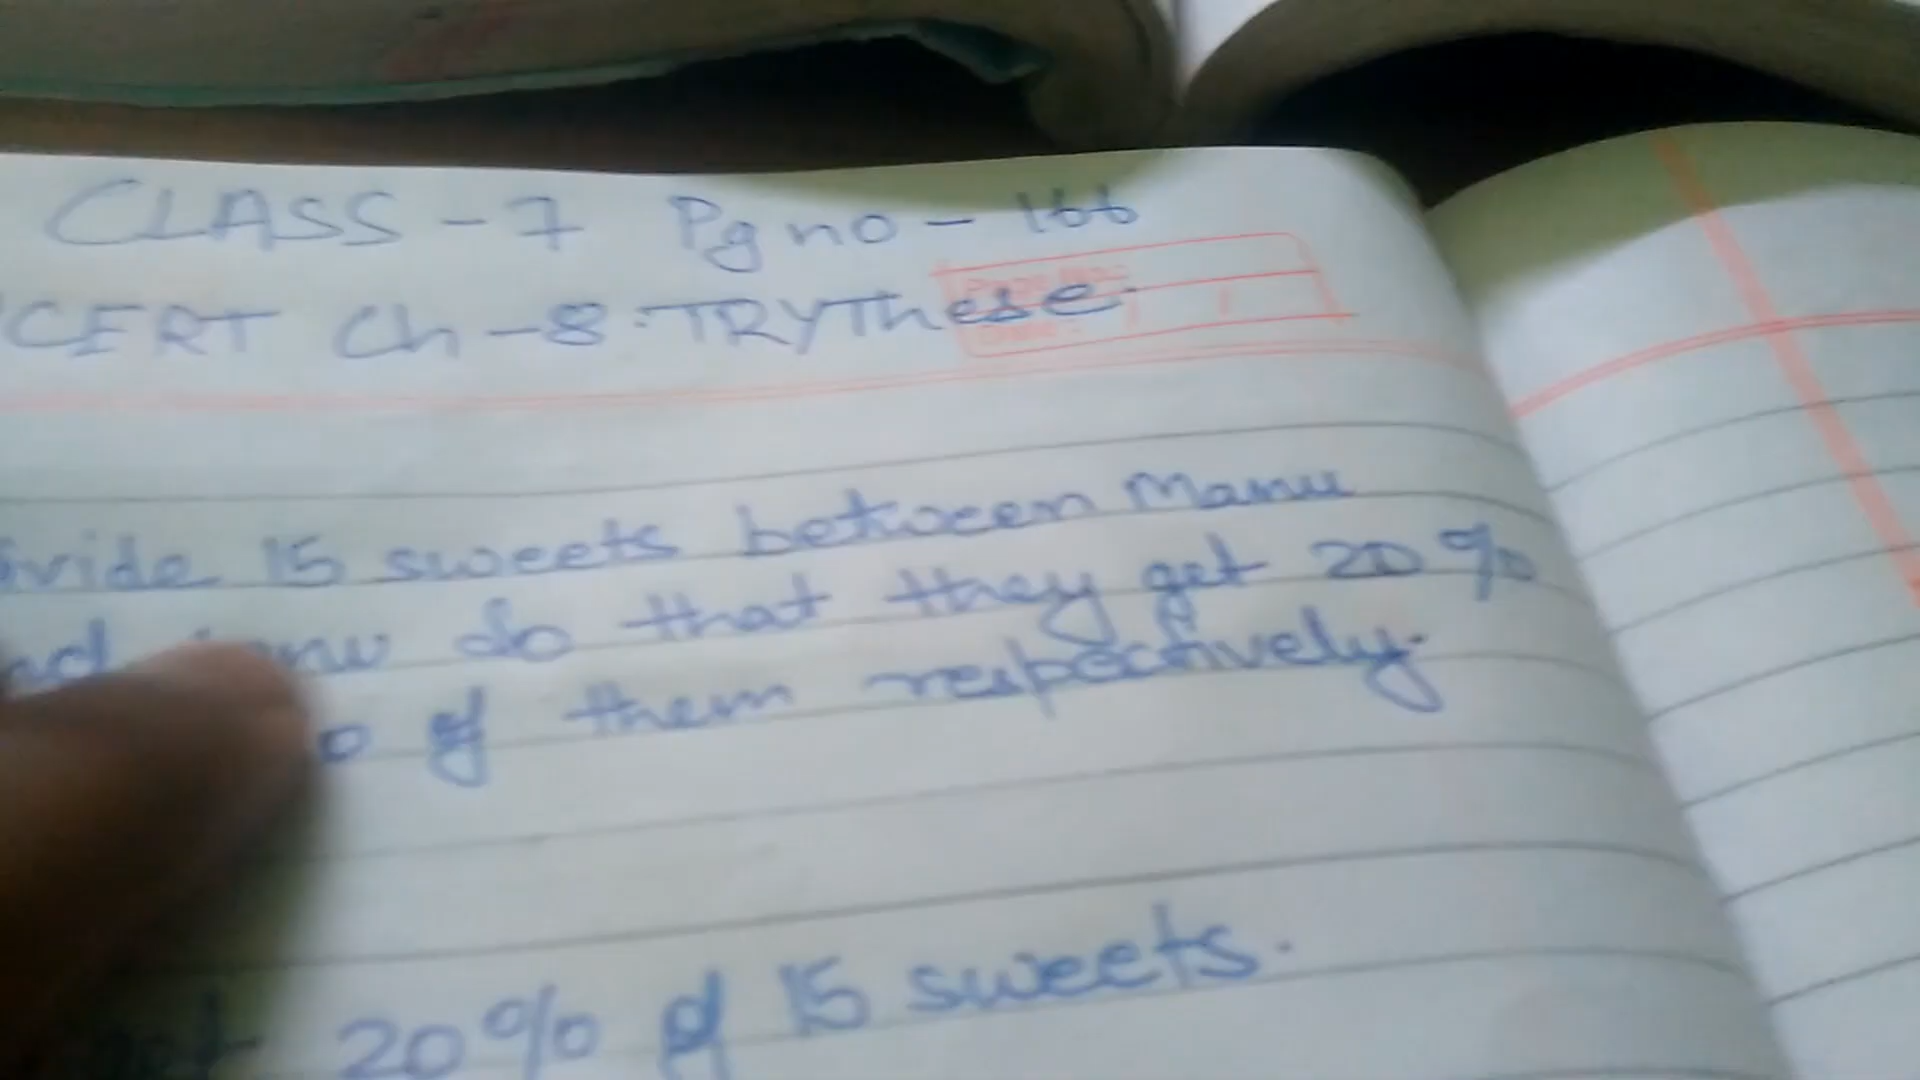 CLASS - 7 Pg no - 166
CERT Ch - 8 . TRY These.
vide 15 sweets between Manu
nu so that they get 20%
of them respectively.
20% of 15 sweets.